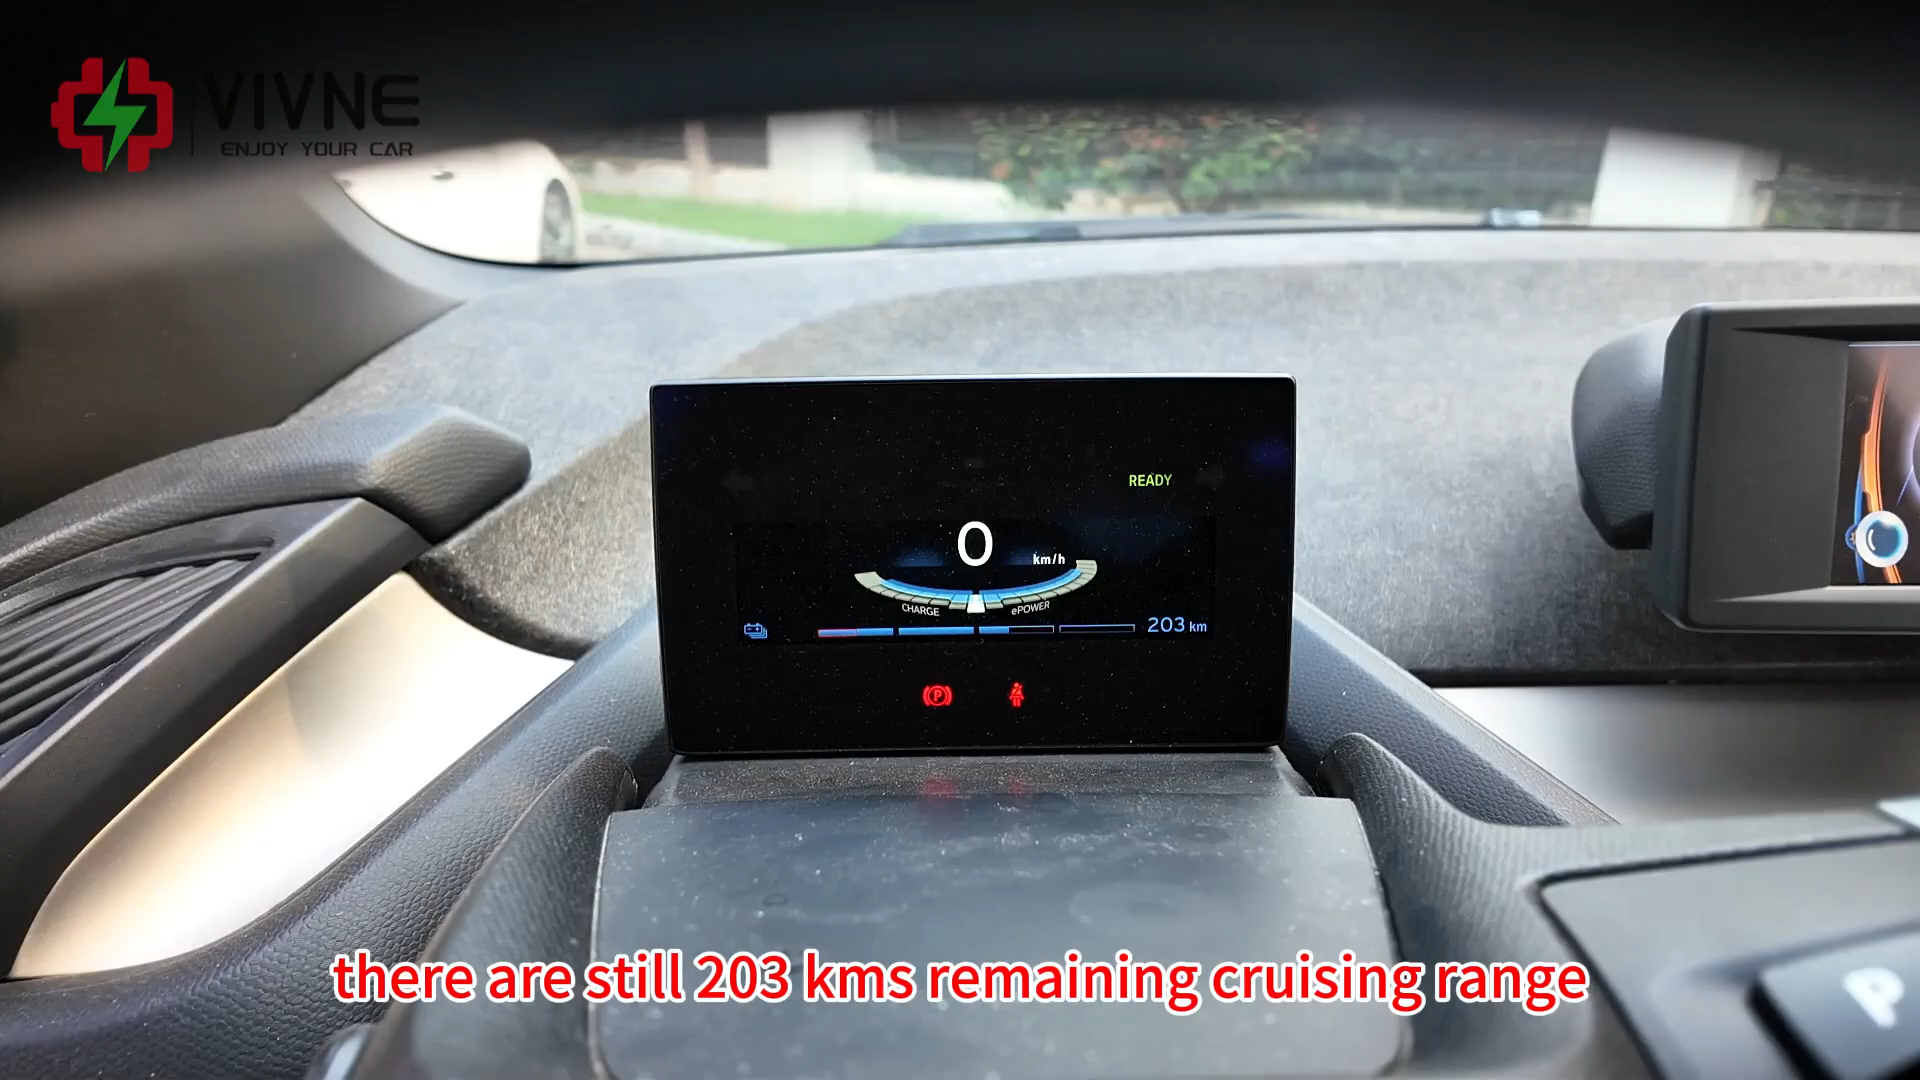 VIVNE
ENJOY YOUR CAR
READY
0
km/h
CHARGE
ePOWER
203 km
P
P
there are still 203 kms remaining cruising range